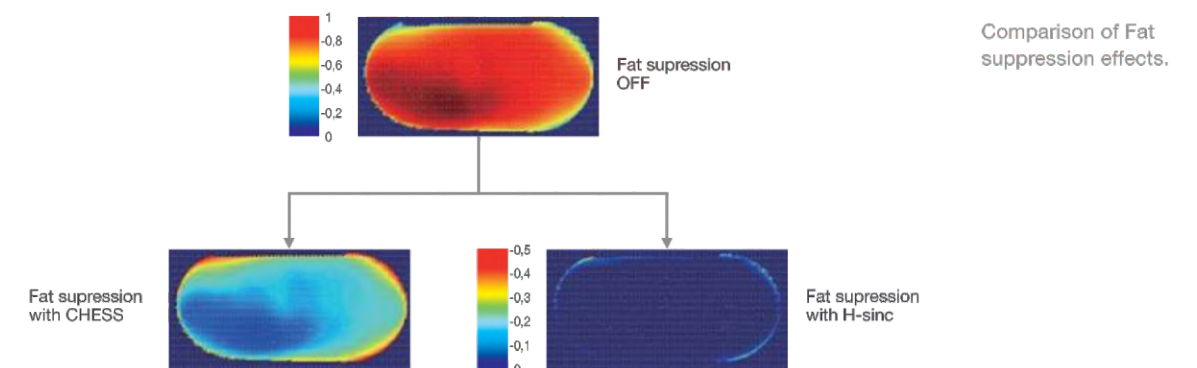 1
-0,8
-0,6
-0,4
-0,2
0
Fat supression
OFF
Comparison of Fat
suppression effects.
Fat supression
with CHESS
-0,5
-0,4
-0,3
-0,2
-0,1
0
Fat supression
with H-sinc